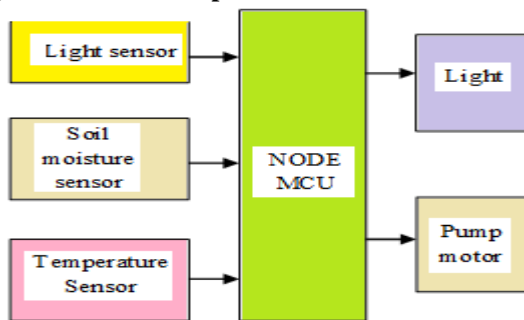 Light sensor
Soil
moisture
sensor
Temperature
Sensor
NODE
MCU
Light
Pump
motor